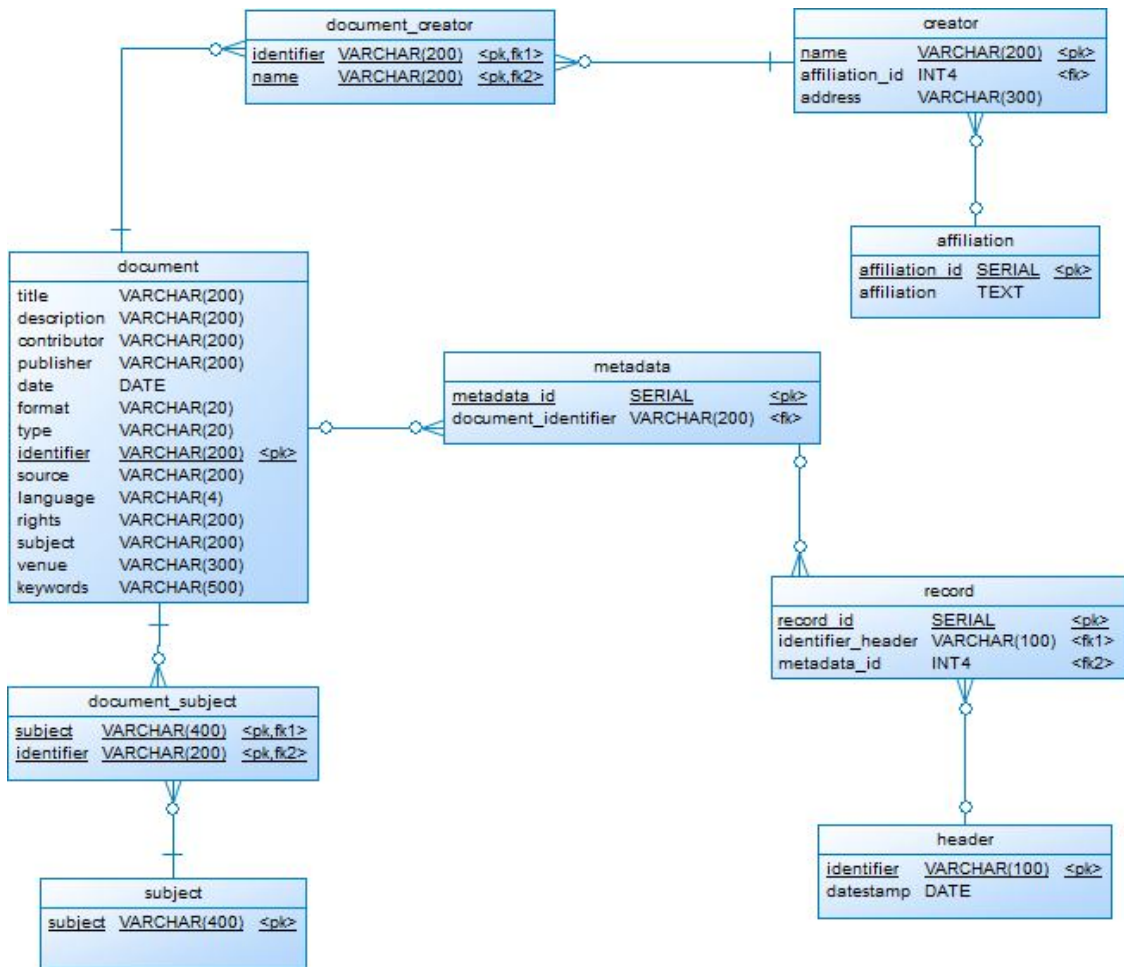 document_creator
identifier VARCHAR(200) <pk,fk1>
name VARCHAR(200) <pk,fk2>
creator
name VARCHAR(200) <pk>
affiliation_id INT4 <fk>
address VARCHAR(300)
affiliation
affiliation_id SERIAL <pk>
affiliation TEXT
document
title VARCHAR(200)
description VARCHAR(200)
contributor VARCHAR(200)
publisher VARCHAR(200)
date DATE
format VARCHAR(20)
type VARCHAR(20)
identifier VARCHAR(200) <pk>
source VARCHAR(200)
language VARCHAR(4)
rights VARCHAR(200)
subject VARCHAR(200)
venue VARCHAR(300)
keywords VARCHAR(500)
metadata
metadata_id SERIAL <pk>
document_identifier VARCHAR(200) <fk>
record
record_id SERIAL <pk>
identifier_header VARCHAR(100) <fk1>
metadata_id INT4 <fk2>
document_subject
subject VARCHAR(400) <pk,fk1>
identifier VARCHAR(200) <pk,fk2>
header
identifier VARCHAR(100) <pk>
datestamp DATE
subject
subject VARCHAR(400) <pk>